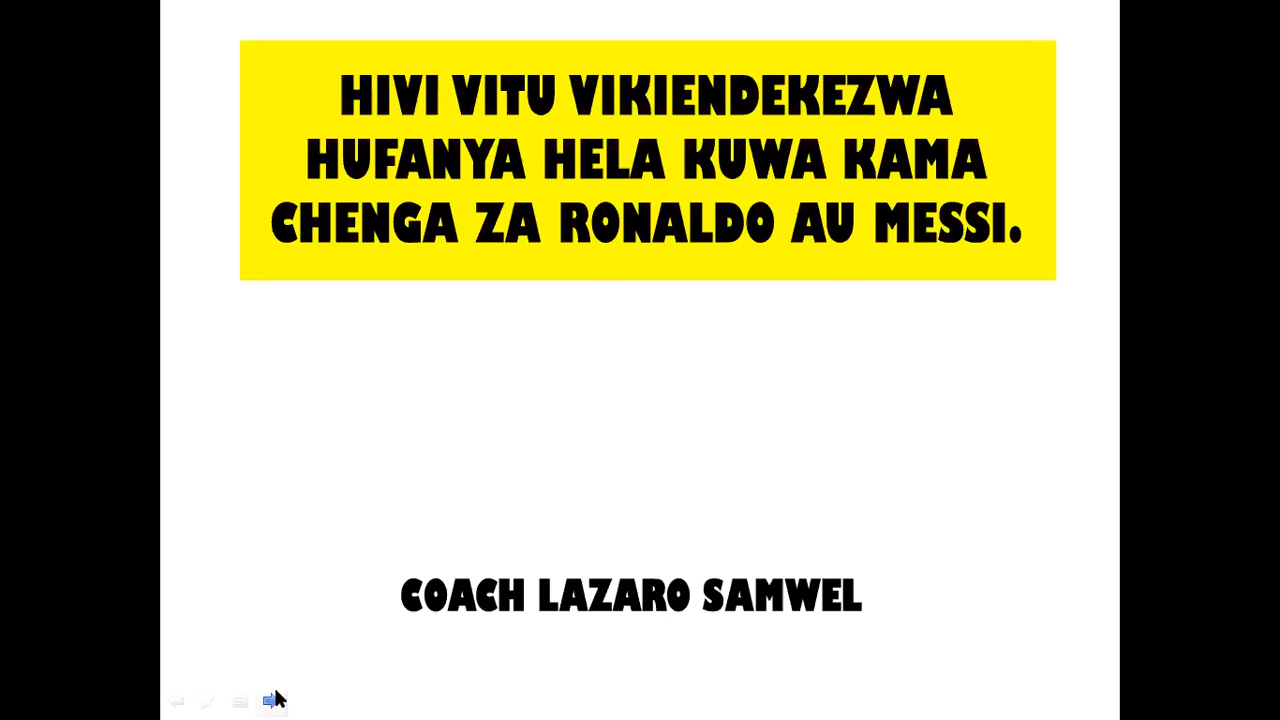 HIVI VITU VIKIENDEKEZWA
HUFANYA HELA KUWA KAMA
CHENGA ZA RONALDO AU MESSI.
COACH LAZARO SAMWEL